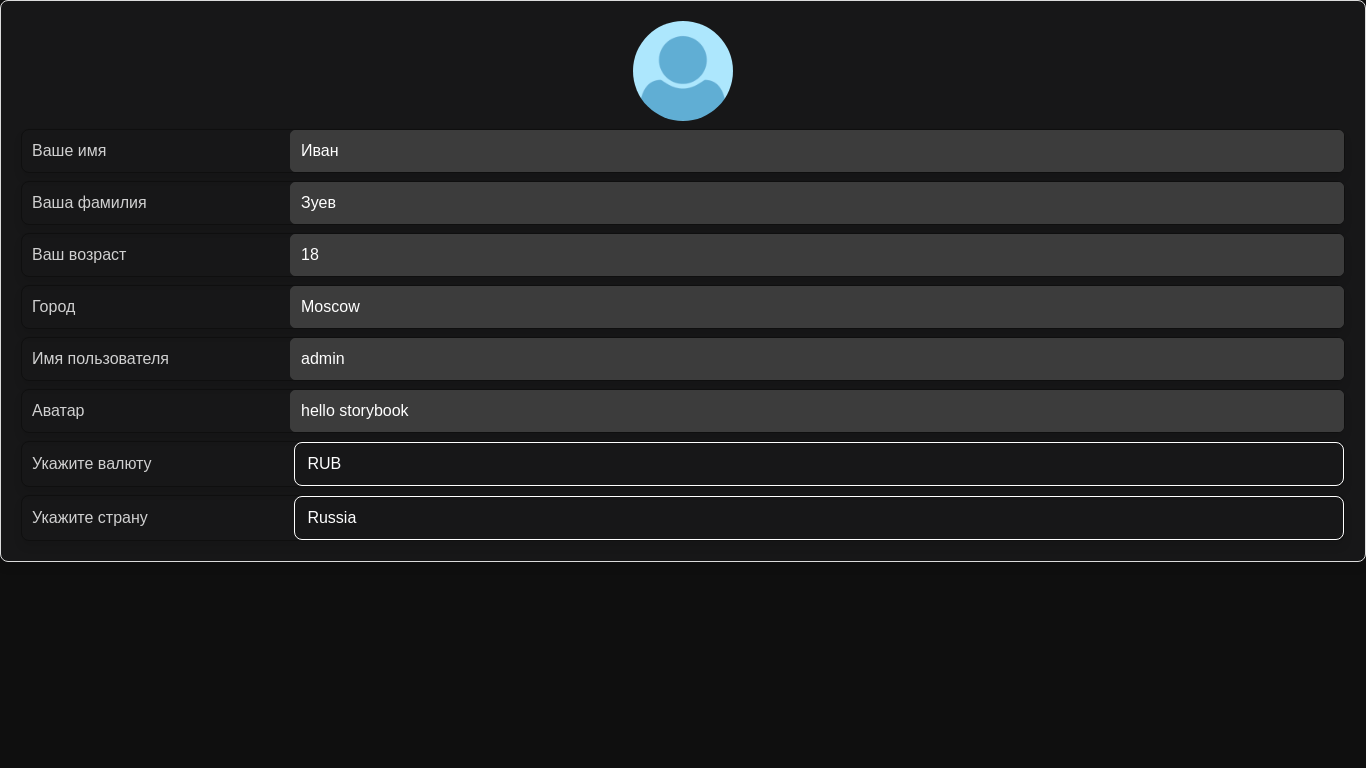 Ваше имя Иван
Ваша фамилия Зуев
Ваш возраст 18
Город Moscow
Имя пользователя admin
Аватар hello storybook
Укажите валюту RUB
Укажите страну Russia